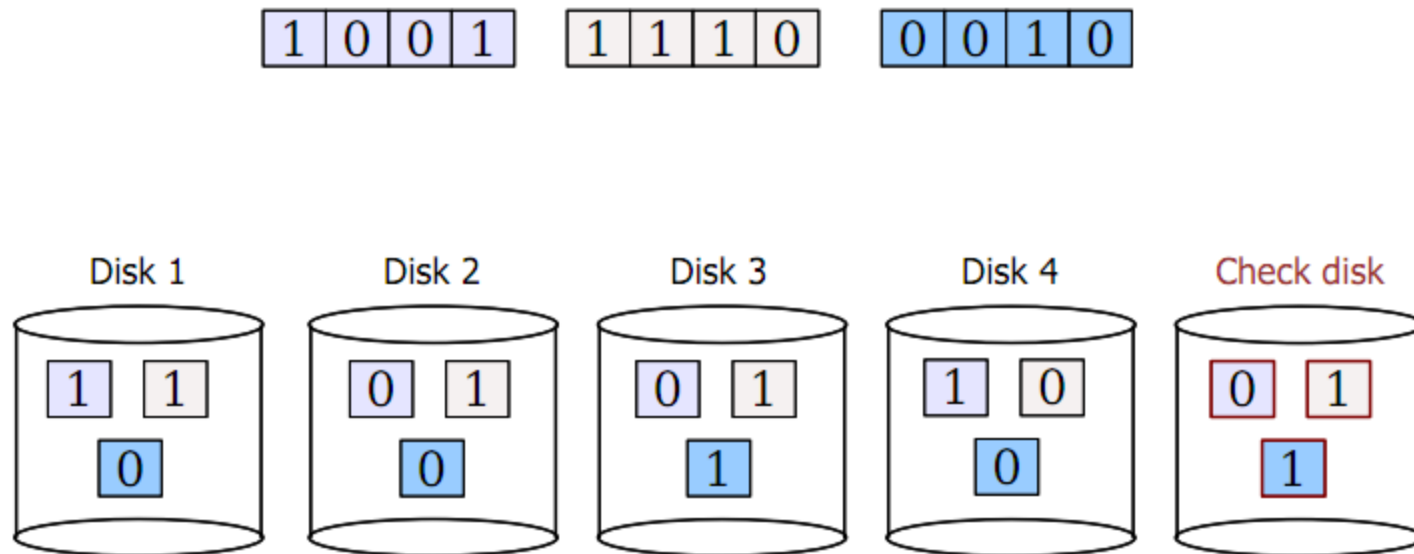 1 0 0 1 1 1 1 0 0 0 1 0
Disk 1 Disk 2 Disk 3 Disk 4 Check disk
1 1 0 1 0 1 1 0 0 1
0 0 1 0 1